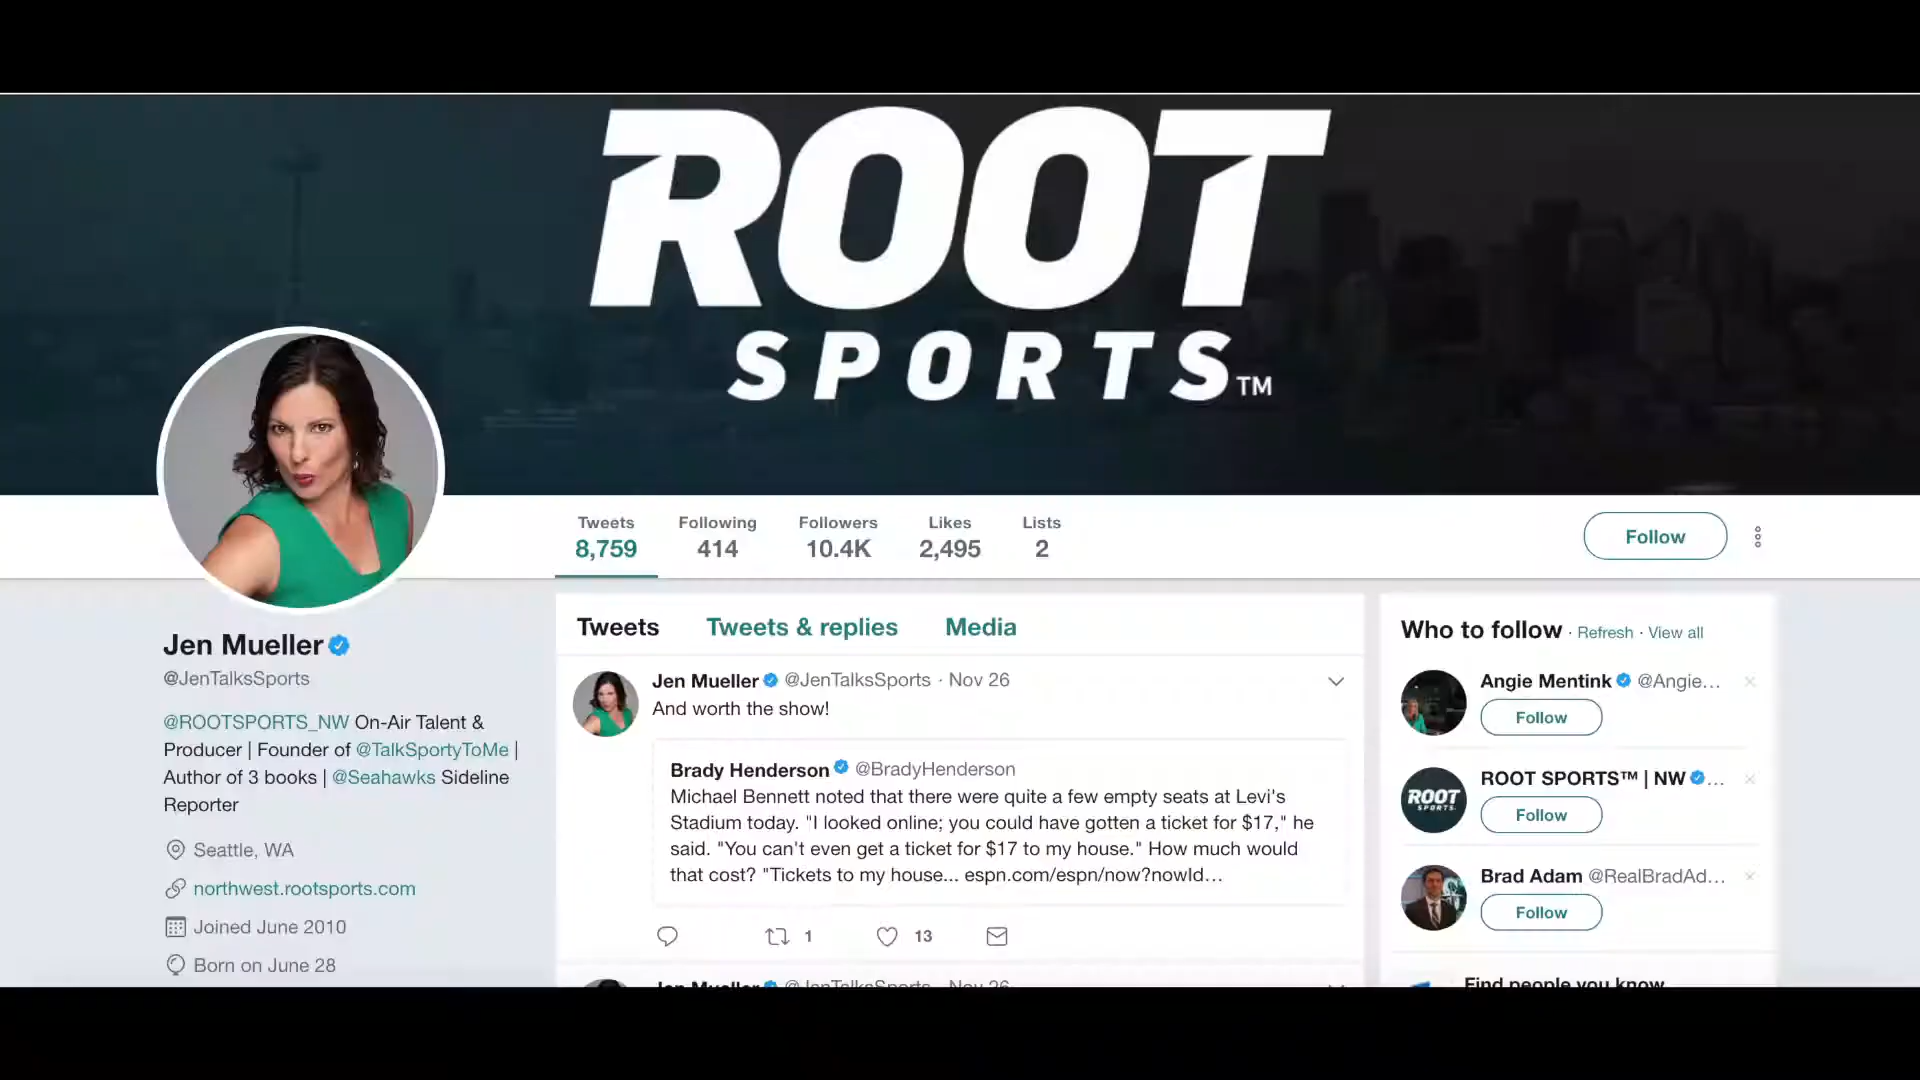 ROOT
SPORTS™
Tweets
8,759
Following
414
Followers
10.4K
Likes
2,495
Lists
2
Follow
Jen Mueller
@JenTalksSports
@ROOTSPORTS_NW On-Air Talent &
Producer | Founder of @TalkSportyToMe |
Author of 3 books | @Seahawks Sideline
Reporter
Seattle, WA
northwest.rootsports.com
Joined June 2010
Born on June 28
Tweets Tweets & replies Media
Jen Mueller @JenTalksSports · Nov 26
And worth the show!
Brady Henderson @BradyHenderson
Michael Bennett noted that there were quite a few empty seats at Levi's
Stadium today. "I looked online; you could have gotten a ticket for $17," he
said. "You can't even get a ticket for $17 to my house." How much would
that cost? "Tickets to my house... espn.com/espn/now?nowId…
1 13
Jen Mueller @JenTalksSports · Nov 26
Who to follow · Refresh · View all
Angie Mentink @Angie...
Follow
ROOT SPORTS™ | NW ...
ROOT
SPORTS
Follow
Brad Adam @RealBradAd...
Follow
Find people you know